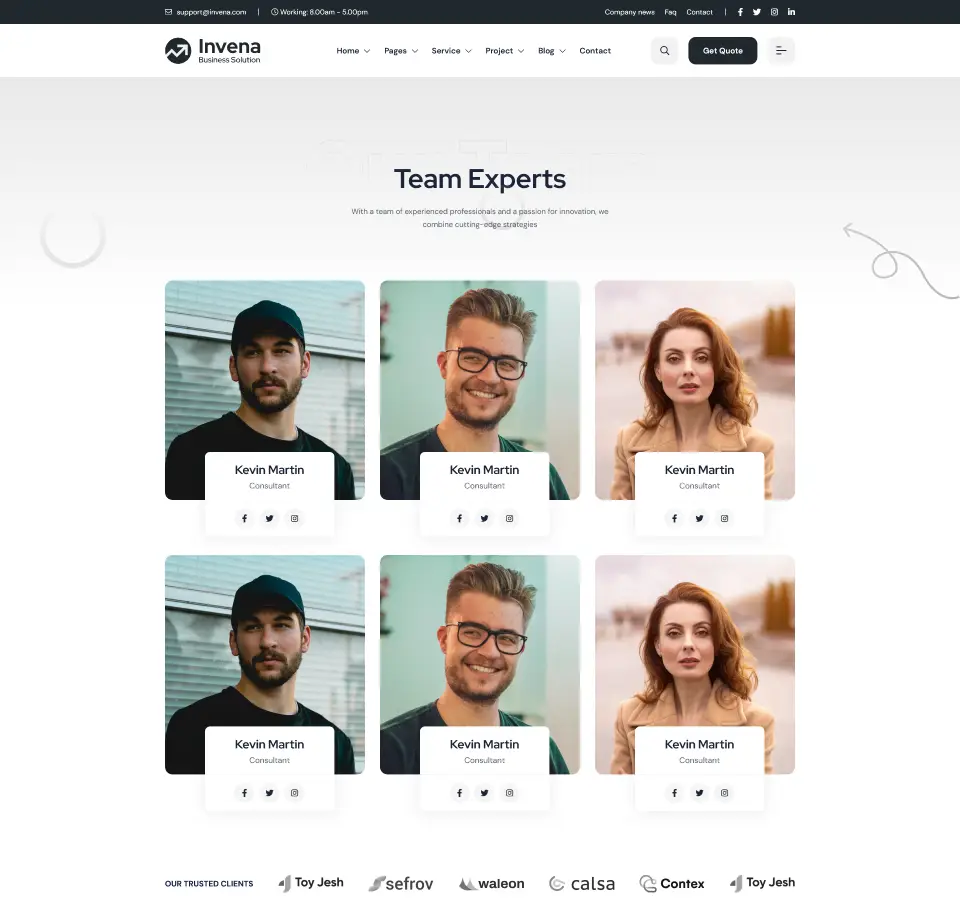 support@invena.com | Working: 8.00am - 5.00pm
Company news Faq Contact |
Invena
Business Solution
Home Pages Service Project Blog Contact
Get Quote
Team Experts
With a team of experienced professionals and a passion for innovation, we
combine cutting-edge strategies
Kevin Martin
Consultant
Kevin Martin
Consultant
Kevin Martin
Consultant
Kevin Martin
Consultant
Kevin Martin
Consultant
Kevin Martin
Consultant
OUR TRUSTED CLIENTS
Toy Jesh
sefrov
waleon
calsa
Contex
Toy Jesh